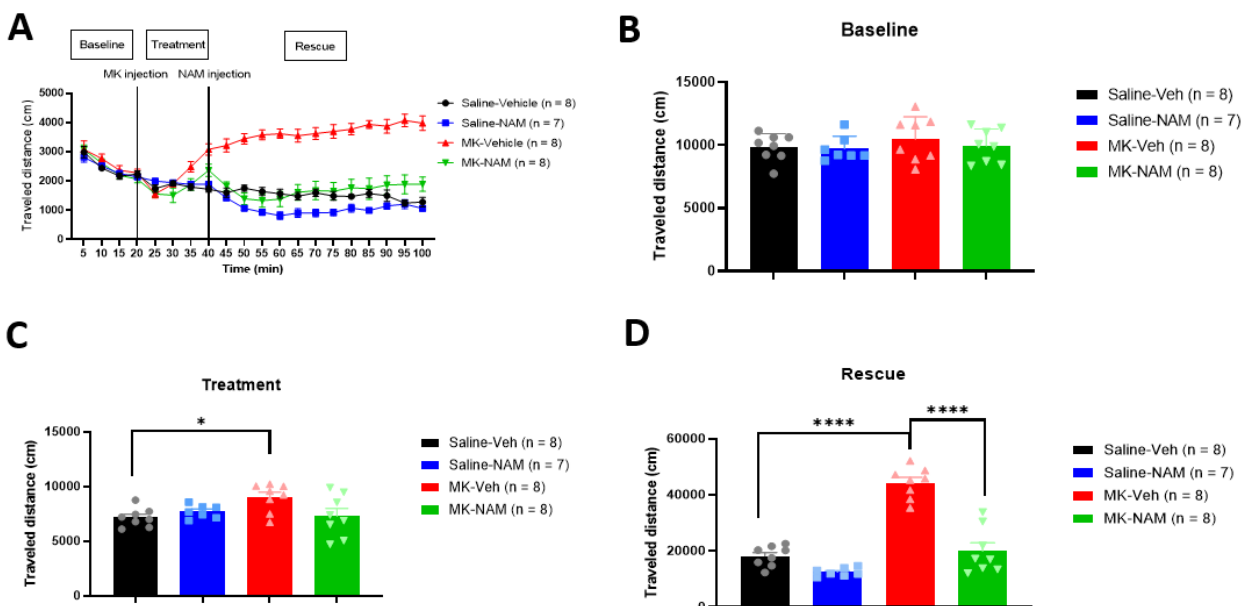 A
Baseline
Treatment
Rescue
MK injection
NAM injection
Traveled distance (cm)
5000
4000
3000
2000
1000
0
5 10 15 20 25 30 35 40 45 50 55 60 65 70 75 80 85 90 95 100
Time (min)
Saline-Vehicle (n = 8)
Saline-NAM (n = 7)
MK-Vehicle (n = 8)
MK-NAM (n = 8)
B
Baseline
Traveled distance (cm)
15000
10000
5000
0
Saline-Veh (n = 8)
Saline-NAM (n = 7)
MK-Veh (n = 8)
MK-NAM (n = 8)
C
Treatment
Traveled distance (cm)
15000
10000
5000
0
*
Saline-Veh (n = 8)
Saline-NAM (n = 7)
MK-Veh (n = 8)
MK-NAM (n = 8)
D
Rescue
Traveled distance (cm)
60000
40000
20000
0
****
****
Saline-Veh (n = 8)
Saline-NAM (n = 7)
MK-Veh (n = 8)
MK-NAM (n = 8)